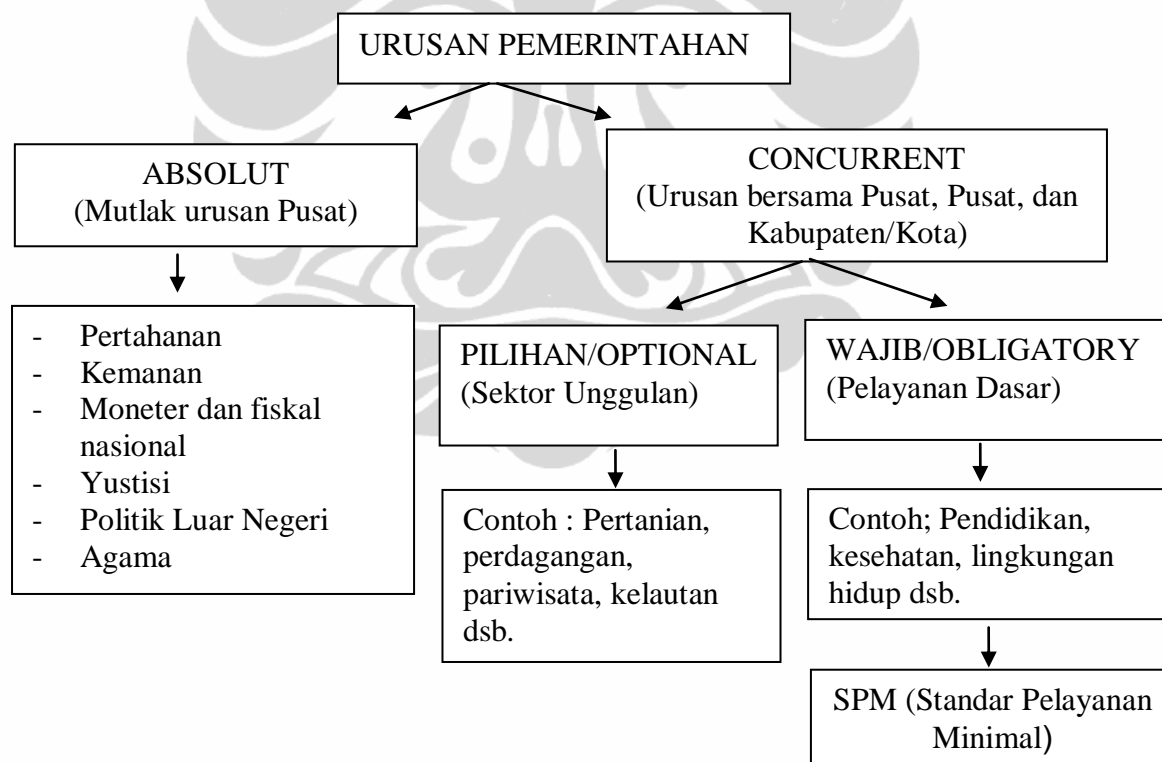 URUSAN PEMERINTAHAN
ABSOLUT
(Mutlak urusan Pusat)
CONCURRENT
(Urusan bersama Pusat, Pusat, dan
Kabupaten/Kota)
- Pertahanan
- Kemanan
- Moneter dan fiskal
nasional
- Yustisi
- Politik Luar Negeri
- Agama
PILIHAN/OPTIONAL
(Sektor Unggulan)
WAJIB/OBLIGATORY
(Pelayanan Dasar)
Contoh : Pertanian,
perdagangan,
pariwisata, kelautan
dsb.
Contoh; Pendidikan,
kesehatan, lingkungan
hidup dsb.
SPM (Standar Pelayanan
Minimal)